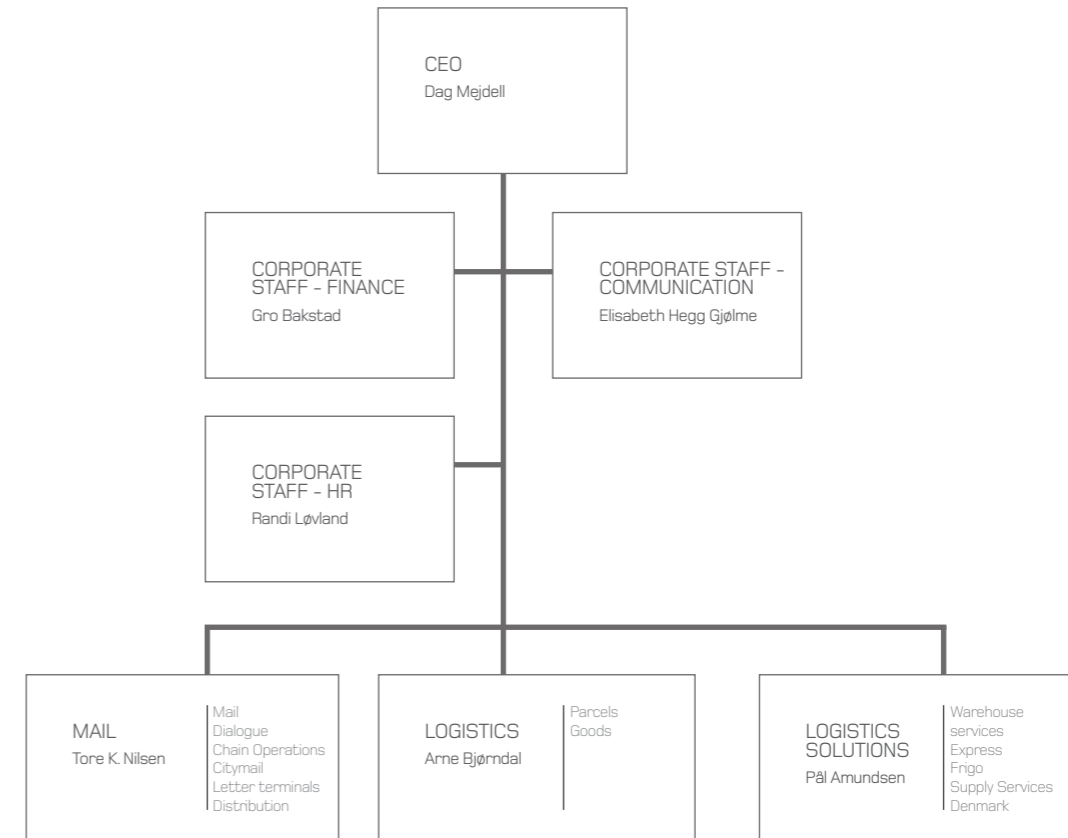 CEO
Dag Mejdell
CORPORATE
STAFF – FINANCE
Gro Bakstad
CORPORATE STAFF –
COMMUNICATION
Elisabeth Hegg Gjølme
CORPORATE
STAFF – HR
Randi Løvland
MAIL
Tore K. Nilsen
Mail
Dialogue
Chain Operations
Citymail
Letter terminals
Distribution
LOGISTICS
Arne Bjørndal
Parcels
Goods
LOGISTICS
SOLUTIONS
Pål Amundsen
Warehouse
services
Express
Frigo
Supply Services
Denmark